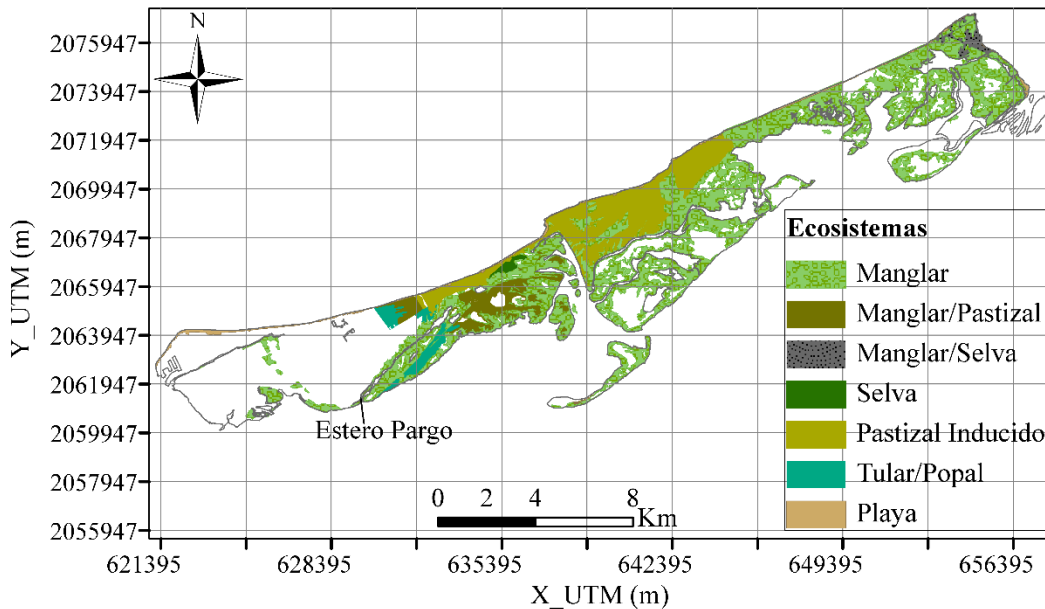 N
2075947
2073947
2071947
2069947
2067947
2065947
2063947
2061947
2059947
2057947
2055947
Y_UTM (m)
Estero Pargo
Ecosistemas
Manglar
Manglar/Pastizal
Manglar/Selva
Selva
Pastizal Inducido
Tular/Popal
Playa
0 2 4 8
Km
621395 628395 635395 642395 649395 656395
X_UTM (m)